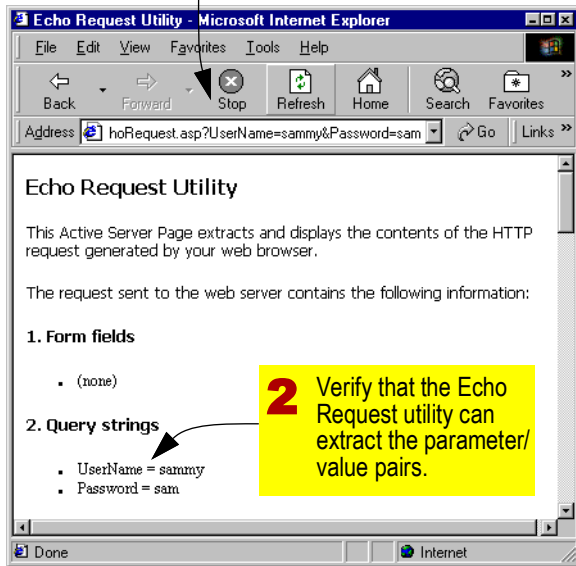 Echo Request Utility - Microsoft Internet Explorer
File Edit View Favorites Tools Help
Back Forward Stop Refresh Home Search Favorites »
Address hoRequest.asp?UserName=sammy&Password=sam Go Links »
Echo Request Utility
This Active Server Page extracts and displays the contents of the HTTP
request generated by your web browser.
The request sent to the web server contains the following information:
1. Form fields
(none)
2. Query strings
UserName = sammy
Password = sam
2 Verify that the Echo
Request utility can
extract the parameter/
value pairs.
Done Internet